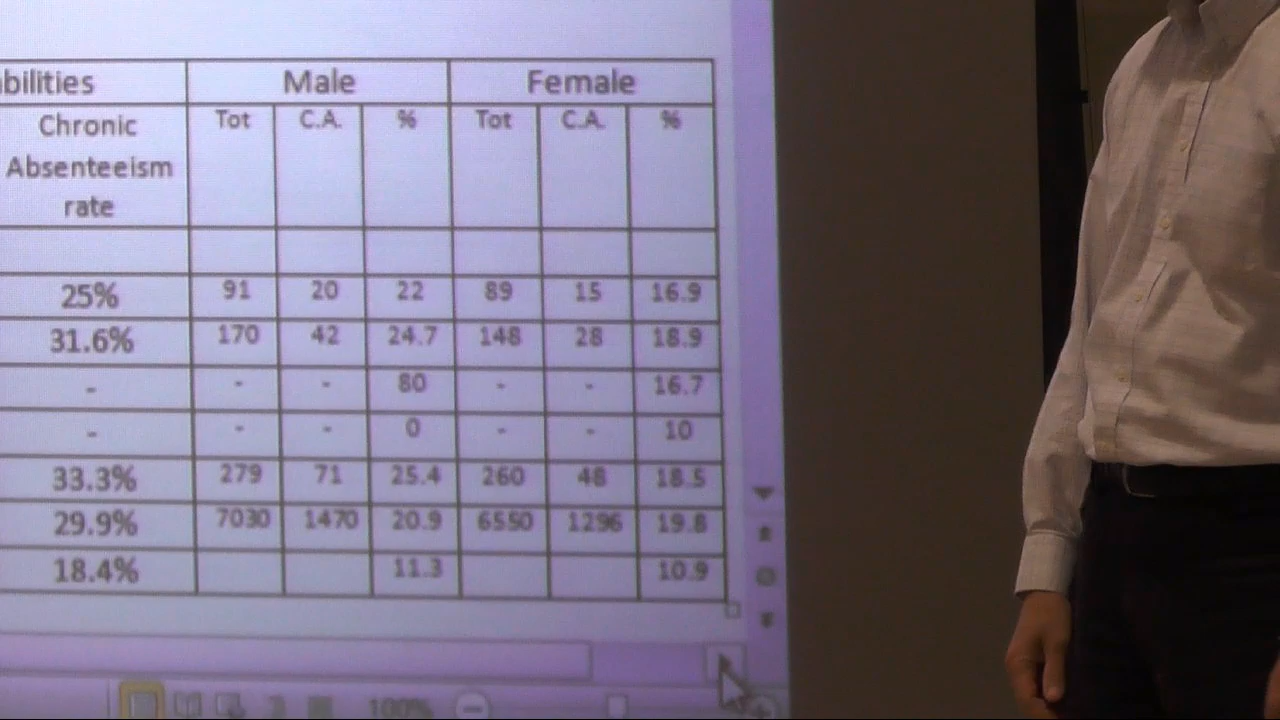 bilities Male Female
Chronic Tot C.A. % Tot C.A. %
Absenteeism
rate
25% 91 20 22 89 15 16.9
31.6% 170 42 24.7 148 28 18.9
- - - 80 - - 16.7
- - - 0 - - 10
33.3% 279 71 25.4 260 48 18.5
29.9% 7030 1470 20.9 6550 1296 19.8
18.4% 11.3 10.9
100%